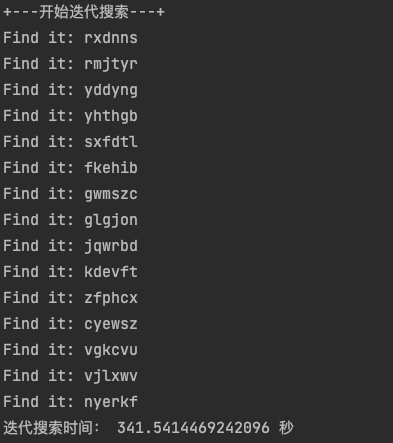 +---开始迭代搜索---+
Find it: rxdnns
Find it: rmjtyr
Find it: yddyng
Find it: yhthgb
Find it: sxfdtl
Find it: fkehib
Find it: gwmszc
Find it: glgjon
Find it: jqwrbd
Find it: kdevft
Find it: zfphcx
Find it: cyewsz
Find it: vgkcvu
Find it: vjlxwv
Find it: nyerkf
迭代搜索时间： 341.5414469242096 秒